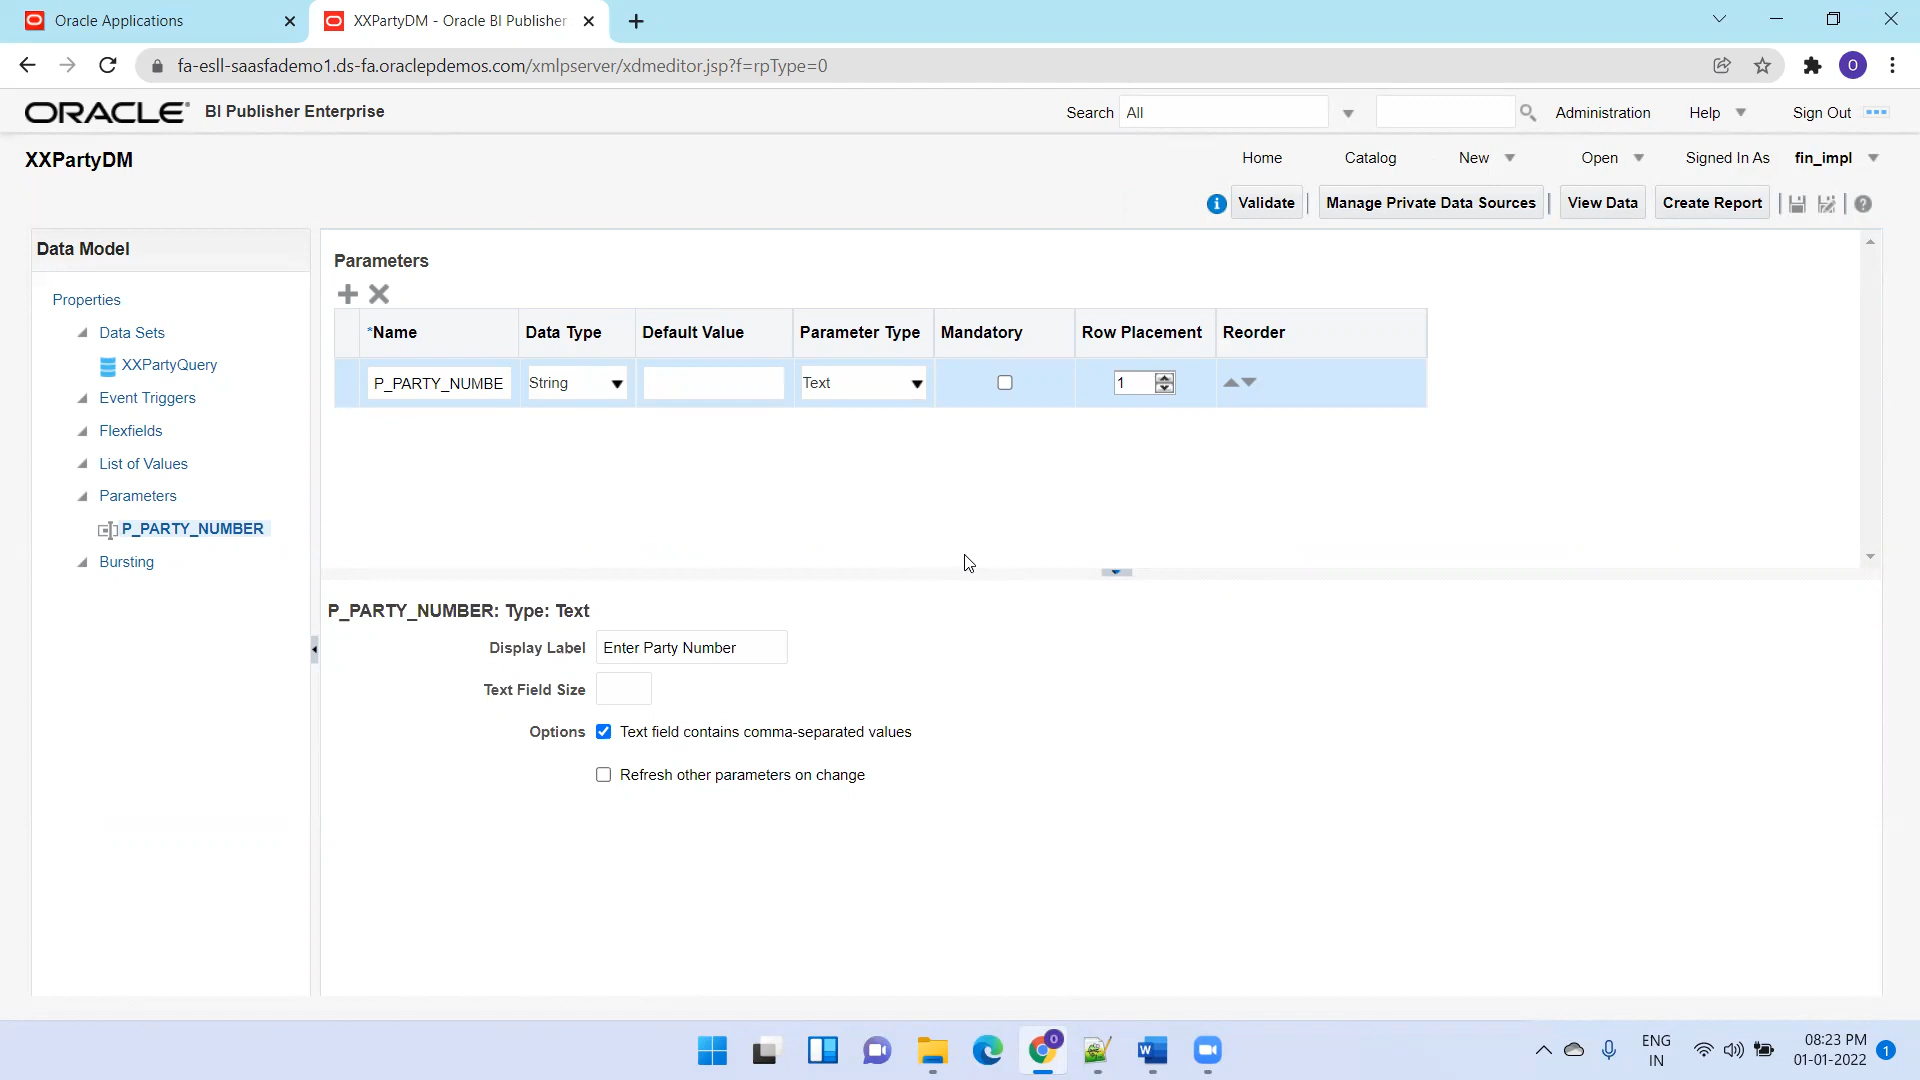 Oracle Applications
XXPartyDM - Oracle BI Publisher
fa-esll-saasfademo1.ds-fa.oraclepdemos.com/xmlpserver/xdmeditor.jsp?f=rpType=0
O
ORACLE BI Publisher Enterprise
Search All
Administration Help Sign Out
XXPartyDM
Home Catalog New Open Signed In As fin_impl
Validate Manage Private Data Sources View Data Create Report
Data Model
Properties
Data Sets
XXPartyQuery
Event Triggers
Flexfields
List of Values
Parameters
P_PARTY_NUMBER
Bursting
Parameters
*Name Data Type Default Value Parameter Type Mandatory Row Placement Reorder
P_PARTY_NUMBE String Text 1
P_PARTY_NUMBER: Type: Text
Display Label Enter Party Number
Text Field Size
Options Text field contains comma-separated values
Refresh other parameters on change
ENG
IN
08:23 PM
01-01-2022
1